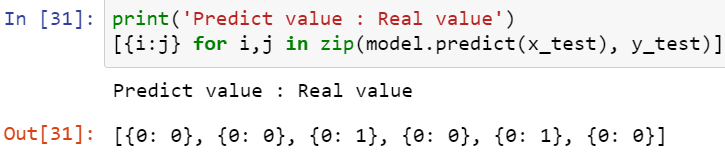 In [31]: print('Predict value : Real value')
[{i:j} for i,j in zip(model.predict(x_test), y_test)]
Predict value : Real value
Out[31]: [{0: 0}, {0: 0}, {0: 1}, {0: 0}, {0: 1}, {0: 0}]